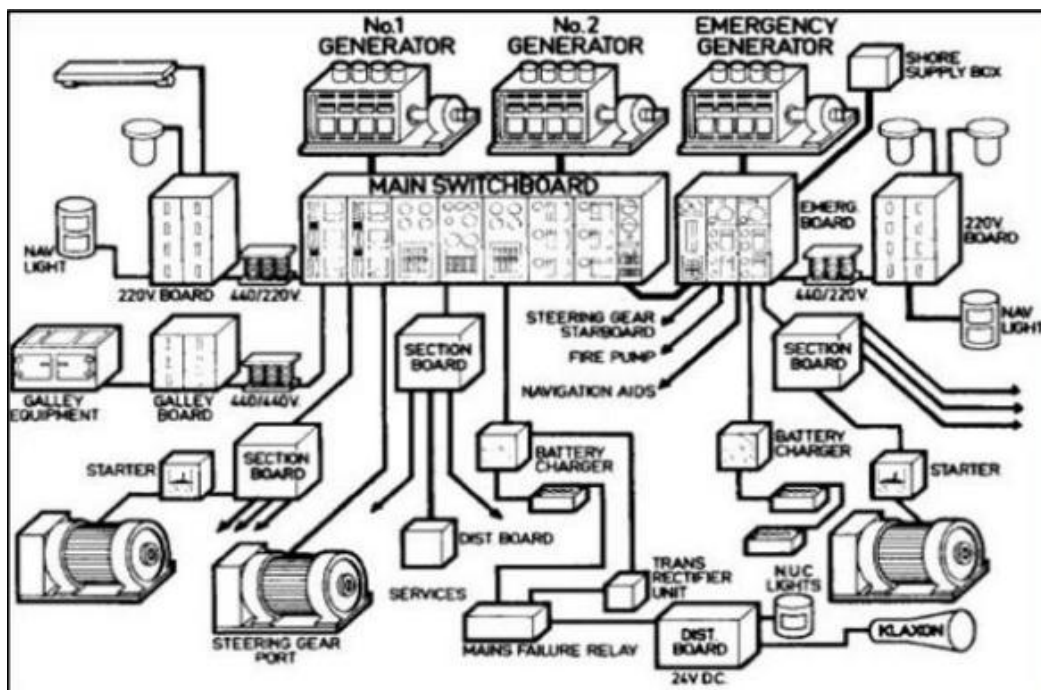 No.1
GENERATOR
No.2
GENERATOR
EMERGENCY
GENERATOR
SHORE
SUPPLY BOX
MAIN SWITCHBOARD
EMERG.
BOARD
220V.
BOARD
NAV
LIGHT
220V. BOARD
440/220V.
440/220V.
NAV
LIGHT
STEERING GEAR
STARBOARD
FIRE PUMP
NAVIGATION AIDS
SECTION
BOARD
SECTION
BOARD
GALLEY
EQUIPMENT
GALLEY
BOARD
440/440V.
STARTER
SECTION
BOARD
BATTERY
CHARGER
BATTERY
CHARGER
STARTER
DIST BOARD
SERVICES
TRANS
RECTIFIER
UNIT
N.U.C
LIGHTS
STEERING GEAR
PORT
MAINS FAILURE RELAY
DIST.
BOARD
24V DC.
KLAXON